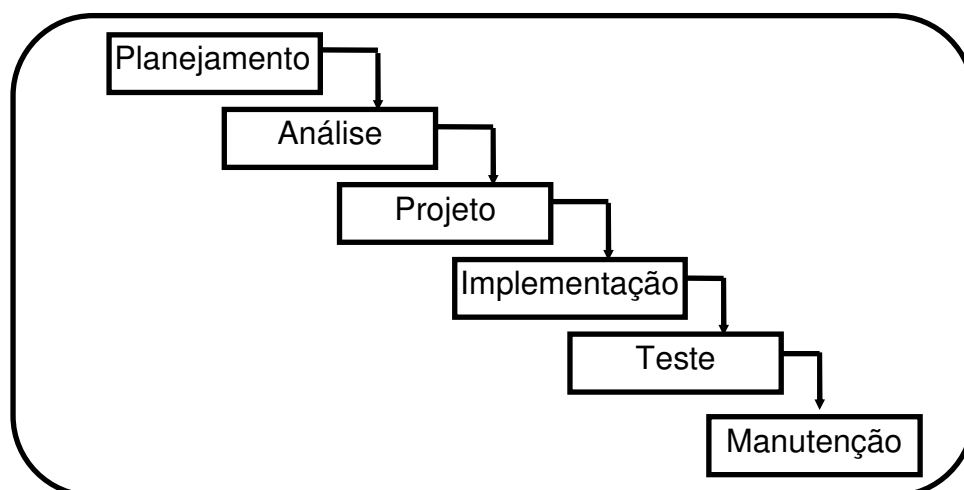 Planejamento
Análise
Projeto
Implementação
Teste
Manutenção